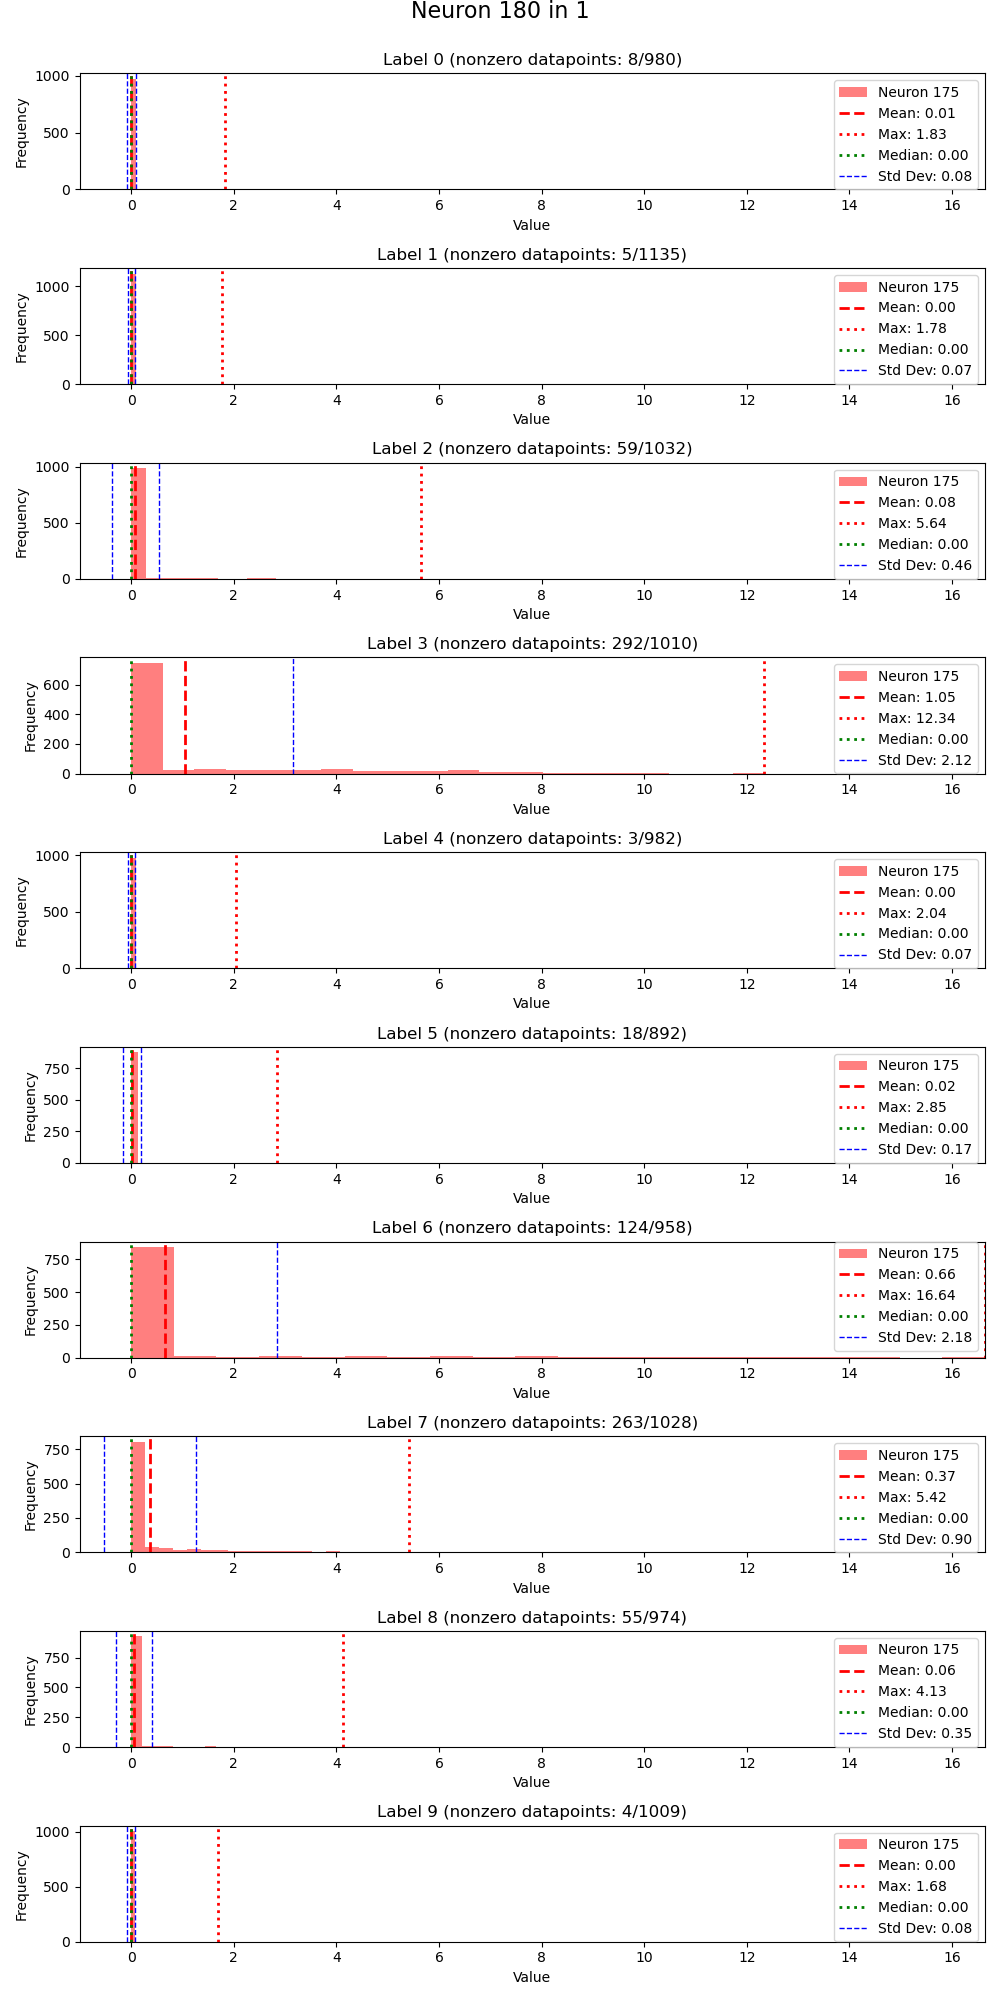 Neuron 180 in 1
Label 0 (nonzero datapoints: 8/980)
Frequency
1000
500
0
Neuron 175
Mean: 0.01
Max: 1.83
Median: 0.00
Std Dev: 0.08
0 2 4 6 8 10 12 14 16
Value
Label 1 (nonzero datapoints: 5/1135)
Frequency
1000
500
0
Neuron 175
Mean: 0.00
Max: 1.78
Median: 0.00
Std Dev: 0.07
0 2 4 6 8 10 12 14 16
Value
Label 2 (nonzero datapoints: 59/1032)
Frequency
1000
500
0
Neuron 175
Mean: 0.08
Max: 5.64
Median: 0.00
Std Dev: 0.46
0 2 4 6 8 10 12 14 16
Value
Label 3 (nonzero datapoints: 292/1010)
Frequency
600
400
200
0
Neuron 175
Mean: 1.05
Max: 12.34
Median: 0.00
Std Dev: 2.12
0 2 4 6 8 10 12 14 16
Value
Label 4 (nonzero datapoints: 3/982)
Frequency
1000
500
0
Neuron 175
Mean: 0.00
Max: 2.04
Median: 0.00
Std Dev: 0.07
0 2 4 6 8 10 12 14 16
Value
Label 5 (nonzero datapoints: 18/892)
Frequency
750
500
250
0
Neuron 175
Mean: 0.02
Max: 2.85
Median: 0.00
Std Dev: 0.17
0 2 4 6 8 10 12 14 16
Value
Label 6 (nonzero datapoints: 124/958)
Frequency
750
500
250
0
Neuron 175
Mean: 0.66
Max: 16.64
Median: 0.00
Std Dev: 2.18
0 2 4 6 8 10 12 14 16
Value
Label 7 (nonzero datapoints: 263/1028)
Frequency
750
500
250
0
Neuron 175
Mean: 0.37
Max: 5.42
Median: 0.00
Std Dev: 0.90
0 2 4 6 8 10 12 14 16
Value
Label 8 (nonzero datapoints: 55/974)
Frequency
750
500
250
0
Neuron 175
Mean: 0.06
Max: 4.13
Median: 0.00
Std Dev: 0.35
0 2 4 6 8 10 12 14 16
Value
Label 9 (nonzero datapoints: 4/1009)
Frequency
1000
500
0
Neuron 175
Mean: 0.00
Max: 1.68
Median: 0.00
Std Dev: 0.08
0 2 4 6 8 10 12 14 16
Value